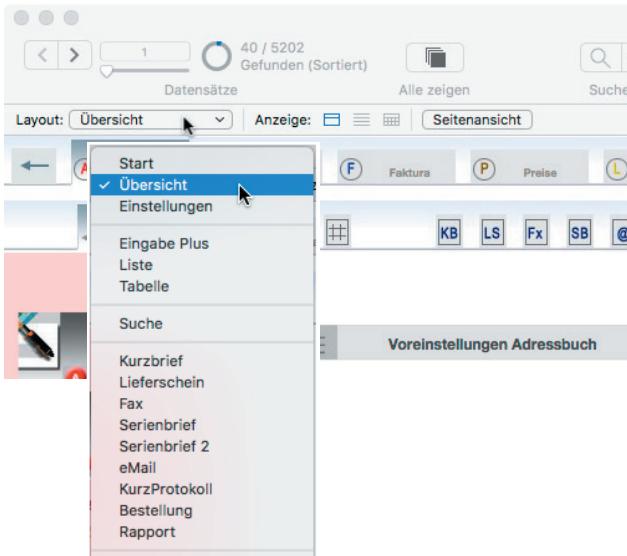 1
40 / 5202
Gefunden (Sortiert)
Datensätze
Alle zeigen
Suche
Layout: Übersicht
Anzeige:
Seitenansicht
Start
✓ Übersicht
Einstellungen
Eingabe Plus
Liste
Tabelle
Suche
Kurzbrief
Lieferschein
Fax
Serienbrief
Serienbrief 2
eMail
KurzProtokoll
Bestellung
Rapport
F Faktura
P Preise
L
KB LS Fx SB @
Voreinstellungen Adressbuch